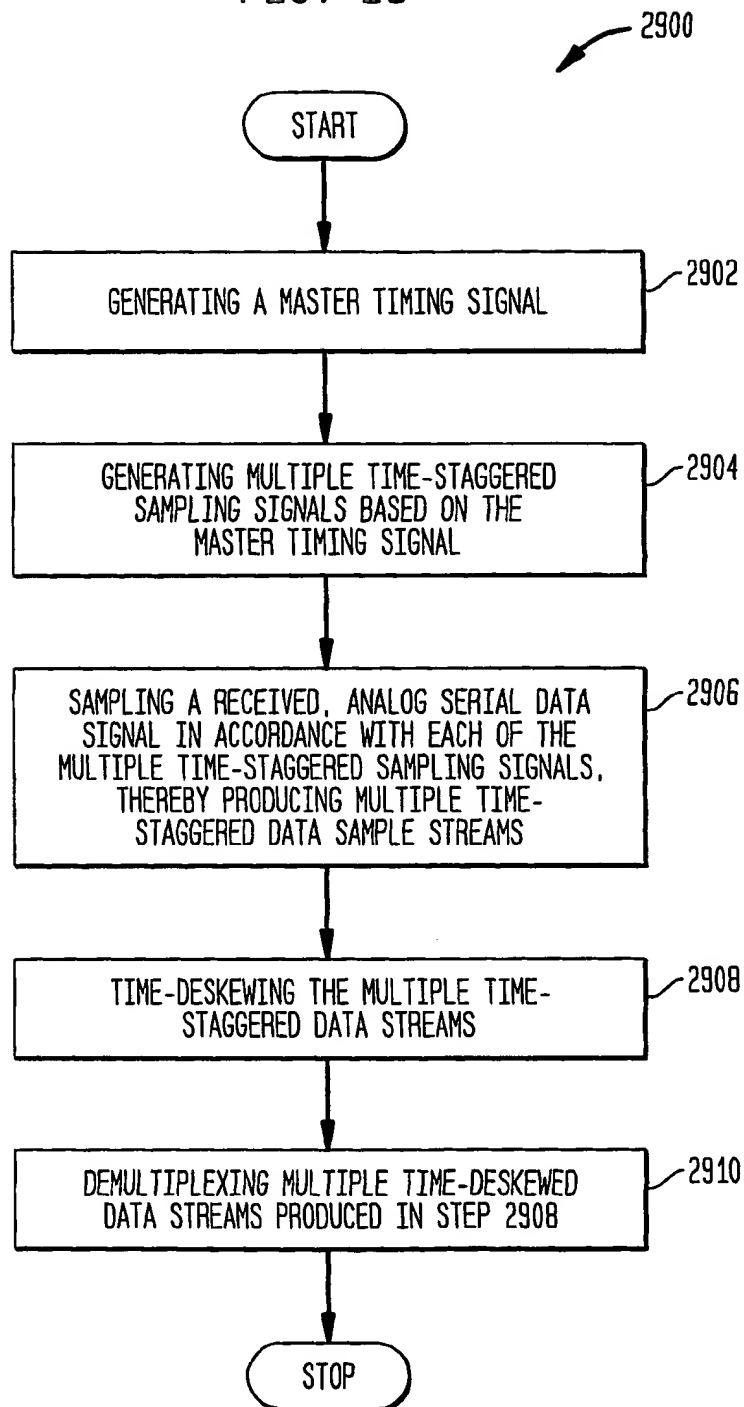 2900
START
GENERATING A MASTER TIMING SIGNAL
2902
GENERATING MULTIPLE TIME-STAGGERED
SAMPLING SIGNALS BASED ON THE
MASTER TIMING SIGNAL
2904
SAMPLING A RECEIVED, ANALOG SERIAL DATA
SIGNAL IN ACCORDANCE WITH EACH OF THE
MULTIPLE TIME-STAGGERED SAMPLING SIGNALS,
THEREBY PRODUCING MULTIPLE TIME-
STAGGERED DATA SAMPLE STREAMS
2906
TIME-DESKEWING THE MULTIPLE TIME-
STAGGERED DATA STREAMS
2908
DEMULTIPLEXING MULTIPLE TIME-DESKEWED
DATA STREAMS PRODUCED IN STEP 2908
2910
STOP